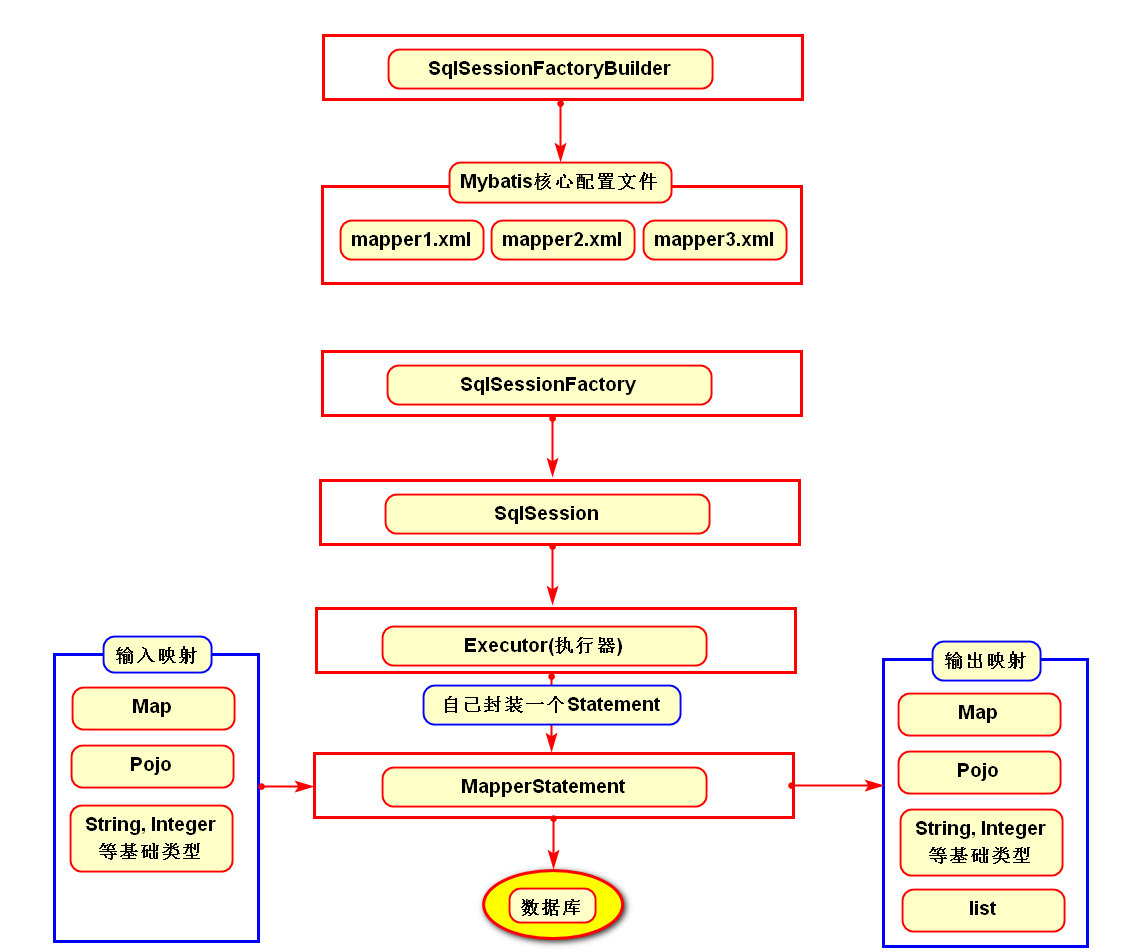 SqlSessionFactoryBuilder
Mybatis核心配置文件
mapper1.xml
mapper2.xml
mapper3.xml
SqlSessionFactory
SqlSession
Executor(执行器)
自己封装一个Statement
MapperStatement
数据库
输入映射
Map
Pojo
String, Integer
等基础类型
输出映射
Map
Pojo
String, Integer
等基础类型
list